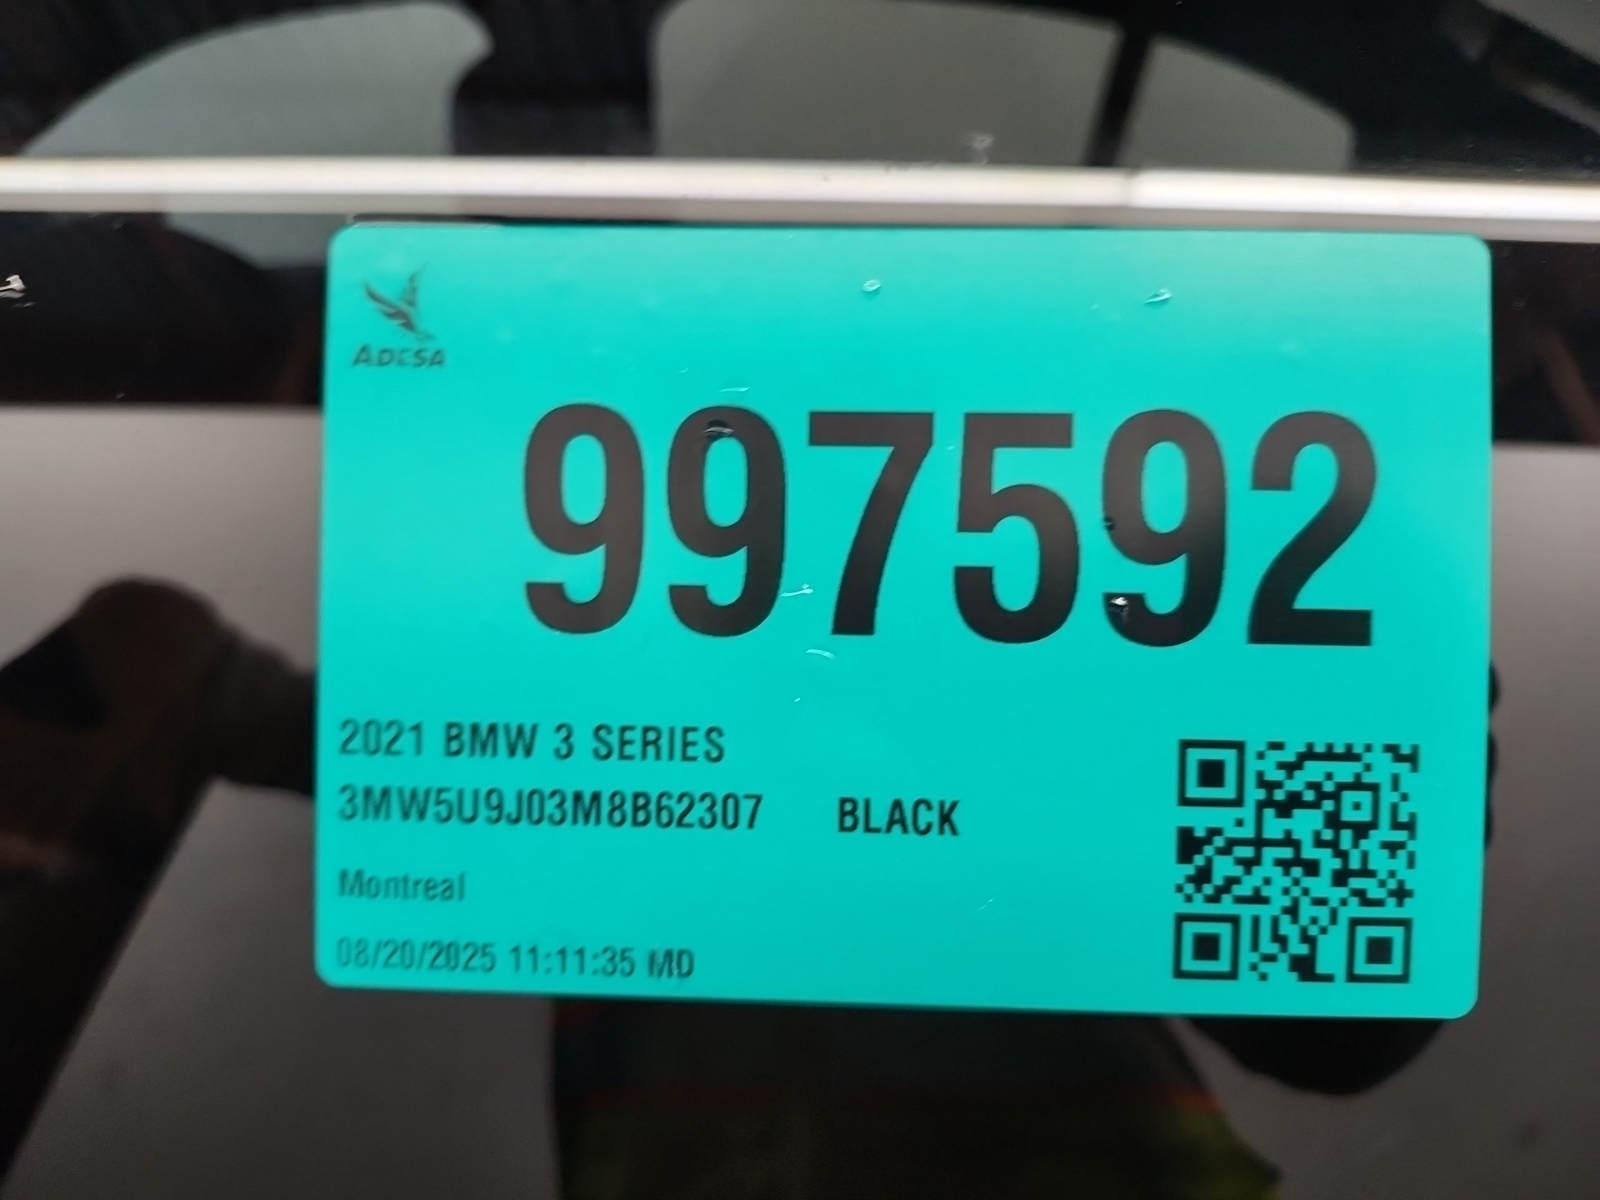 ADESA
997592
2021 BMW 3 SERIES
3MW5U9J03M8B62307 BLACK
Montreal
08/20/2025 11:11:35 MD